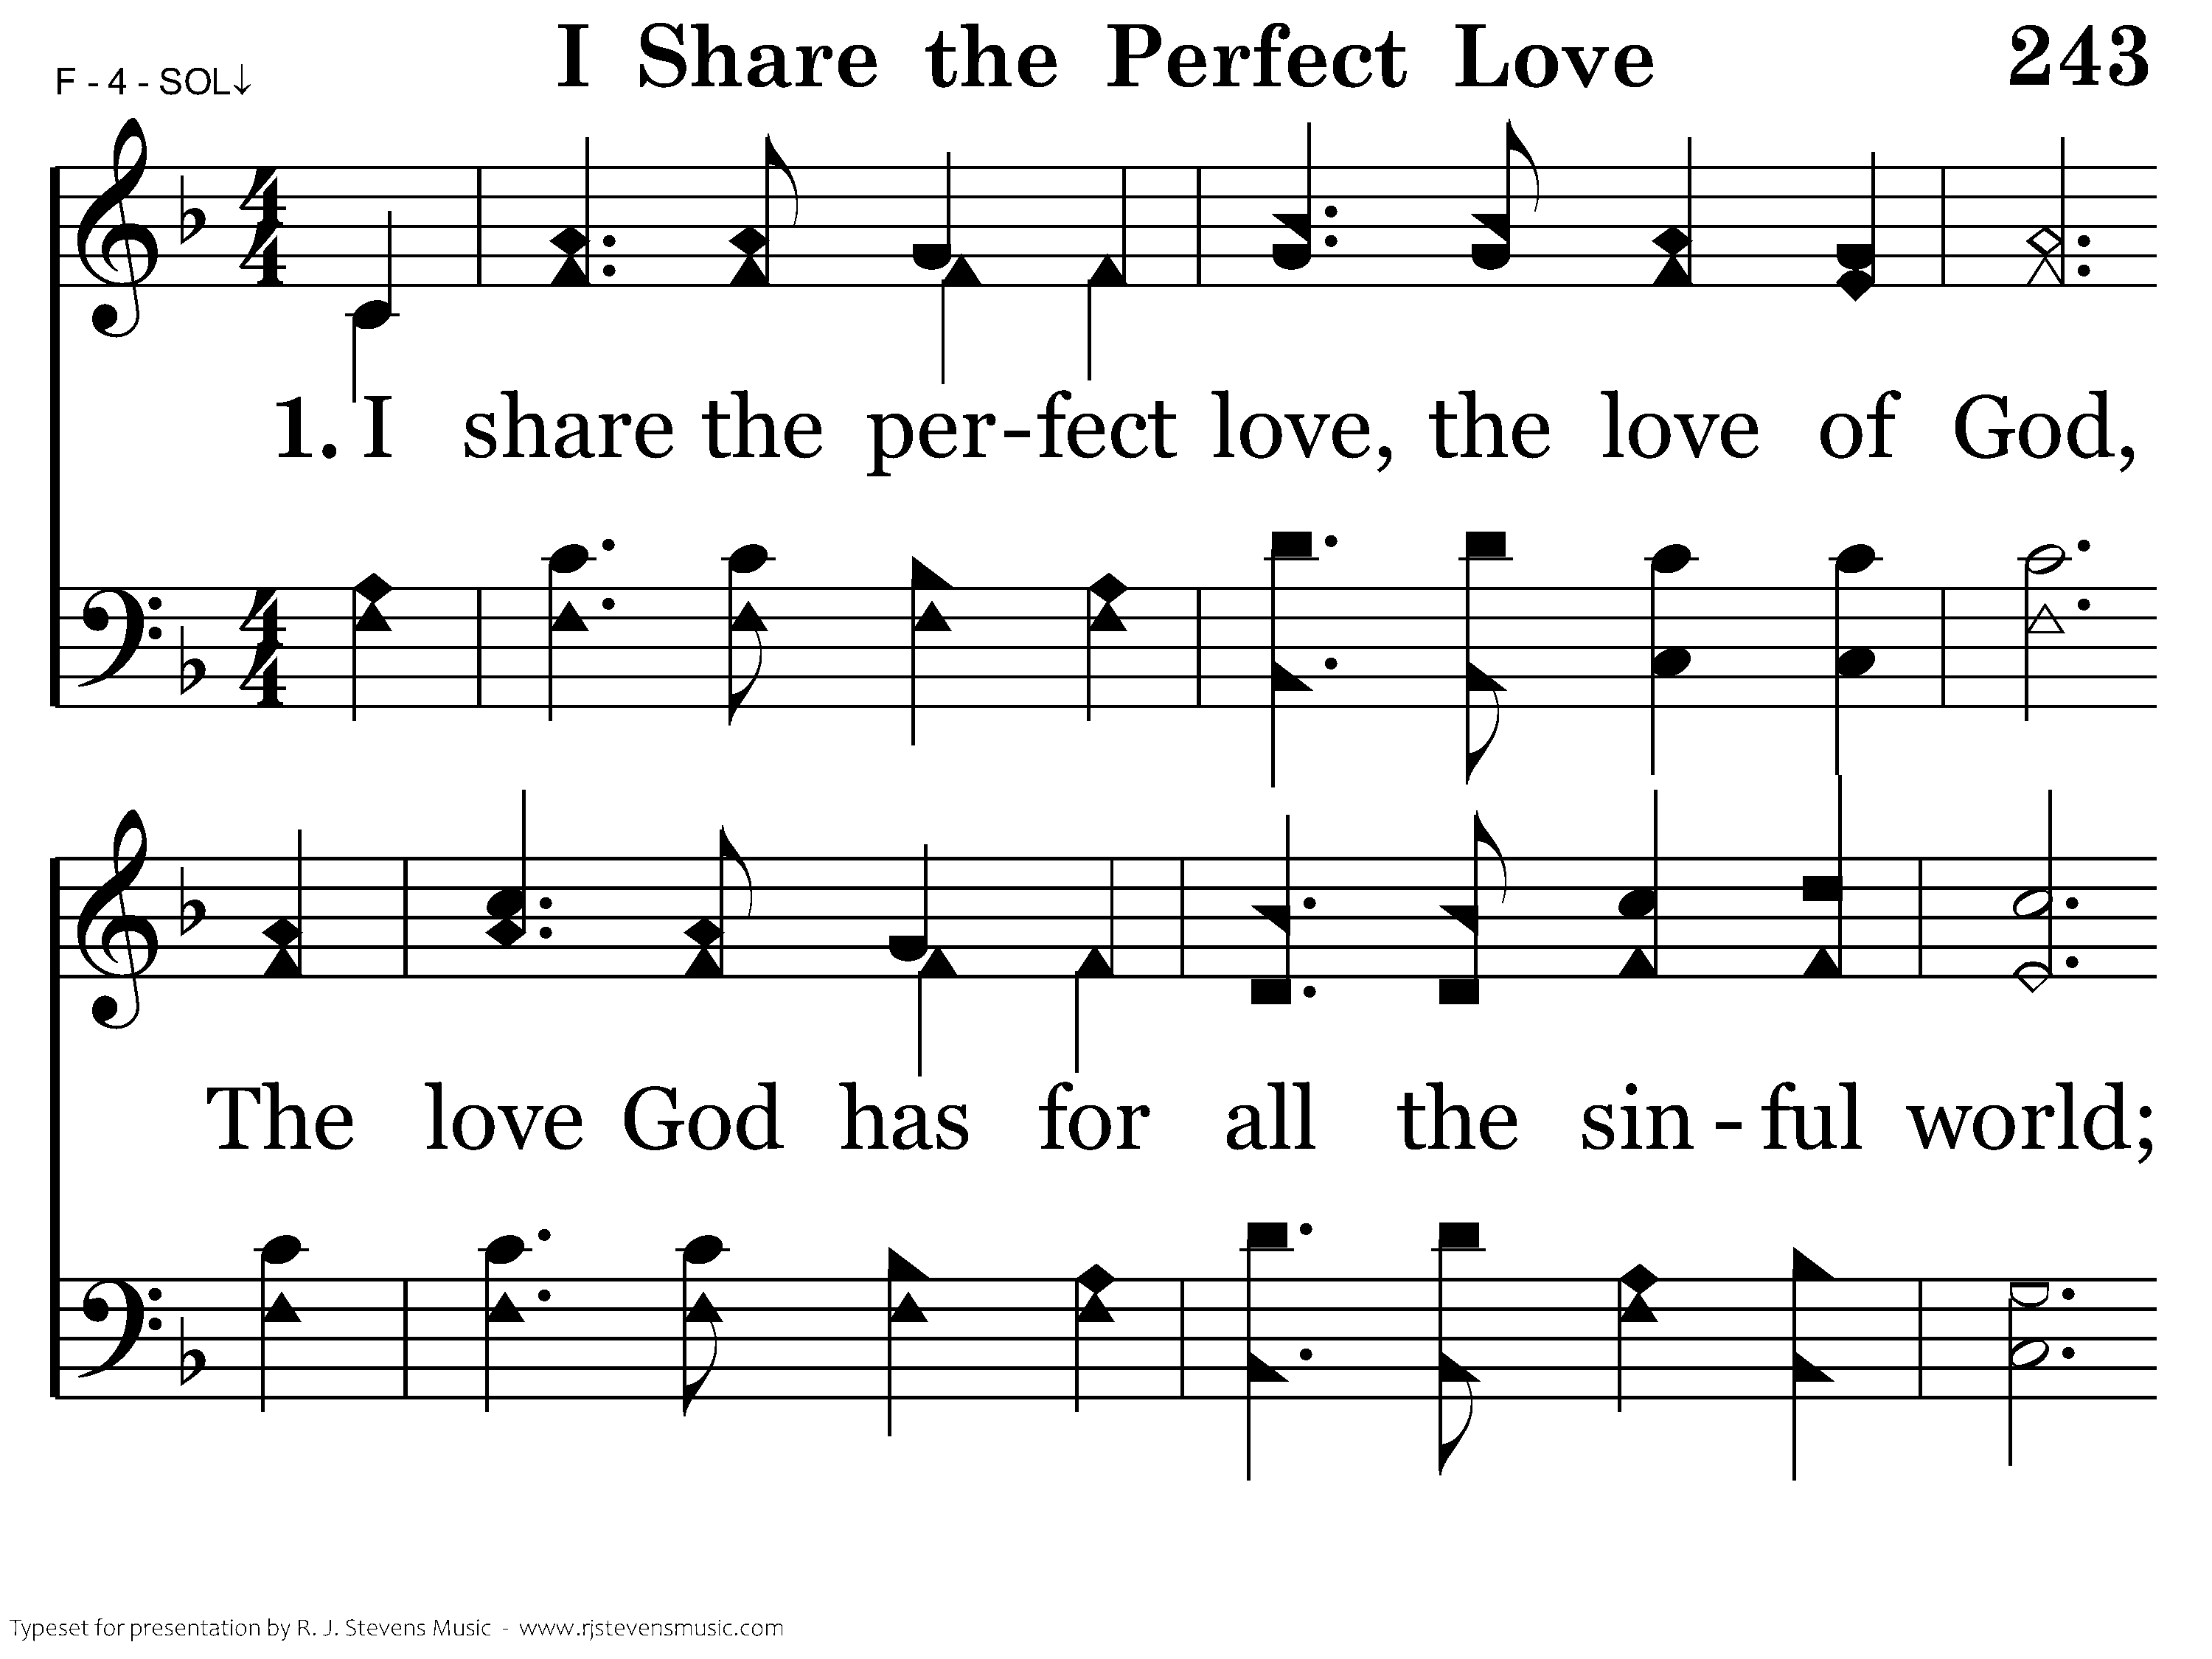 F - 4 - SOL↓ I Share the Perfect Love 243
1. I share the per-fect love, the love of God,
The love God has for all the sin - ful world;
Typeset for presentation by R. J. Stevens Music - www.rjstevensmusic.com